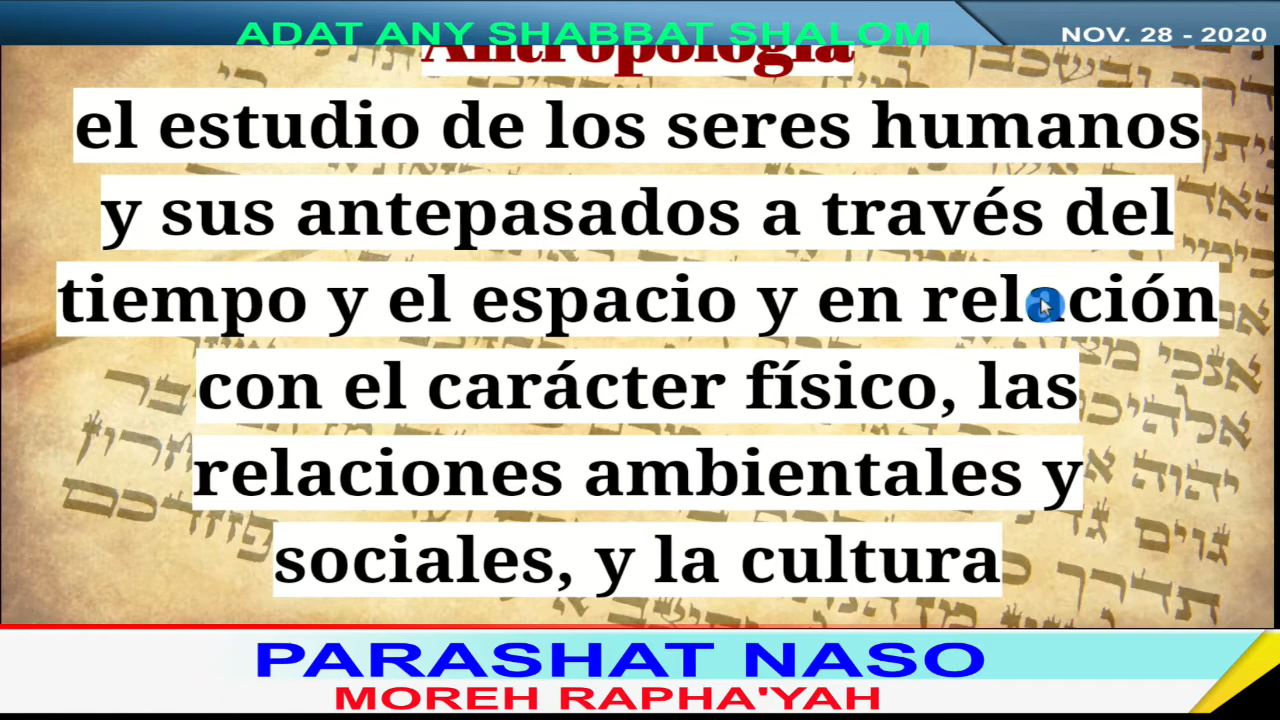 ADAT ANY SHABBAT SHALOM
NOV. 28 - 2020
Antropología
el estudio de los seres humanos
y sus antepasados a través del
tiempo y el espacio y en relación
con el carácter físico, las
relaciones ambientales y
sociales, y la cultura
PARASHAT NASO
MOREH RAPHA'YAH